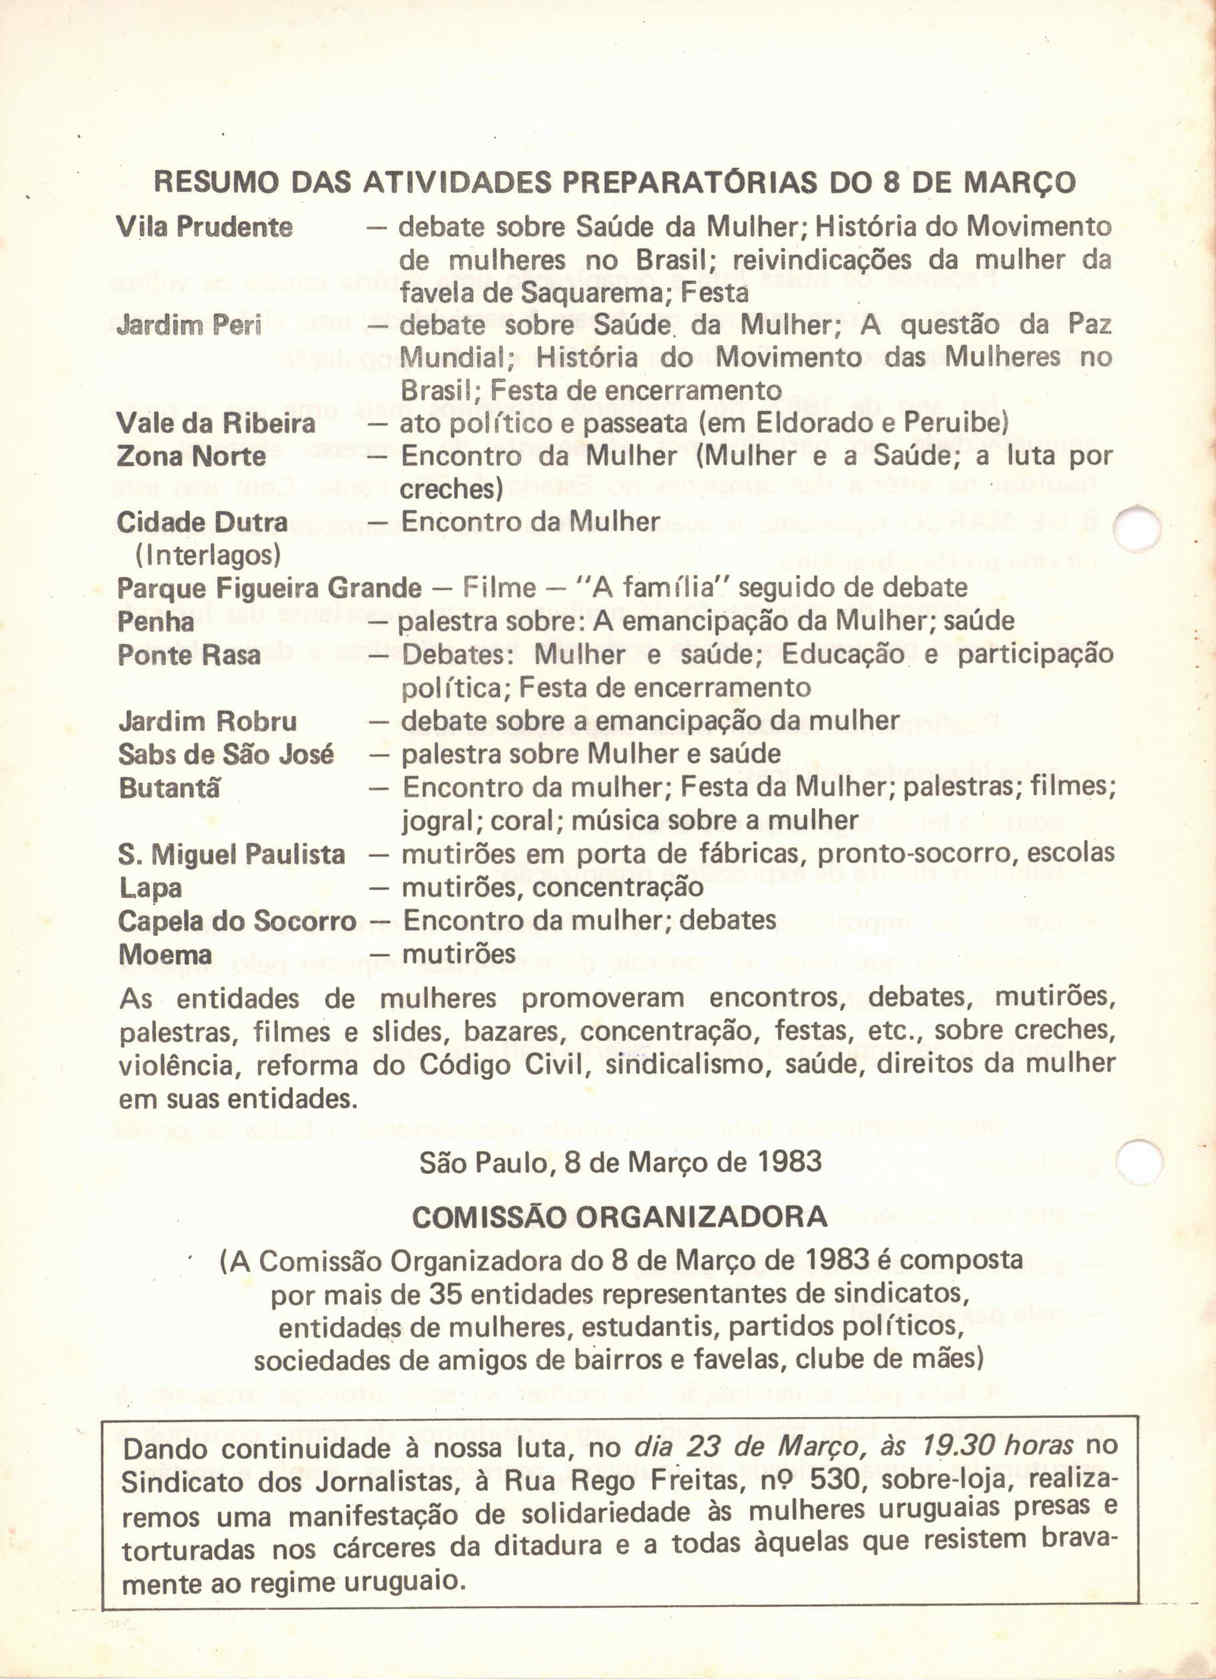 RESUMO DAS ATIVIDADES PREPARATÓRIAS DO 8 DE MARÇO
Vila Prudente — debate sobre Saúde da Mulher; História do Movimento
de mulheres no Brasil; reivindicações da mulher da
favela de Saquarema; Festa
Jardim Peri — debate sobre Saúde da Mulher; A questão da Paz
Mundial; História do Movimento das Mulheres no
Brasil; Festa de encerramento
Vale da Ribeira — ato político e passeata (em Eldorado e Peruibe)
Zona Norte — Encontro da Mulher (Mulher e a Saúde; a luta por
creches)
Cidade Dutra — Encontro da Mulher
(Interlagos)
Parque Figueira Grande — Filme — "A família" seguido de debate
Penha — palestra sobre: A emancipação da Mulher; saúde
Ponte Rasa — Debates: Mulher e saúde; Educação e participação
política; Festa de encerramento
Jardim Robru — debate sobre a emancipação da mulher
Sabs de São José — palestra sobre Mulher e saúde
Butantã — Encontro da mulher; Festa da Mulher; palestras; filmes;
jogral; coral; música sobre a mulher
S. Miguel Paulista — mutirões em porta de fábricas, pronto-socorro, escolas
Lapa — mutirões, concentração
Capela do Socorro — Encontro da mulher; debates
Moema — mutirões
As entidades de mulheres promoveram encontros, debates, mutirões,
palestras, filmes e slides, bazares, concentração, festas, etc., sobre creches,
violência, reforma do Código Civil, sindicalismo, saúde, direitos da mulher
em suas entidades.
São Paulo, 8 de Março de 1983
COMISSÃO ORGANIZADORA
(A Comissão Organizadora do 8 de Março de 1983 é composta
por mais de 35 entidades representantes de sindicatos,
entidades de mulheres, estudantis, partidos políticos,
sociedades de amigos de bairros e favelas, clube de mães)
Dando continuidade à nossa luta, no dia 23 de Março, às 19.30 horas no
Sindicato dos Jornalistas, à Rua Rego Freitas, nº 530, sobre-loja, realiza-
remos uma manifestação de solidariedade às mulheres uruguaias presas e
torturadas nos cárceres da ditadura e a todas àquelas que resistem brava-
mente ao regime uruguaio.